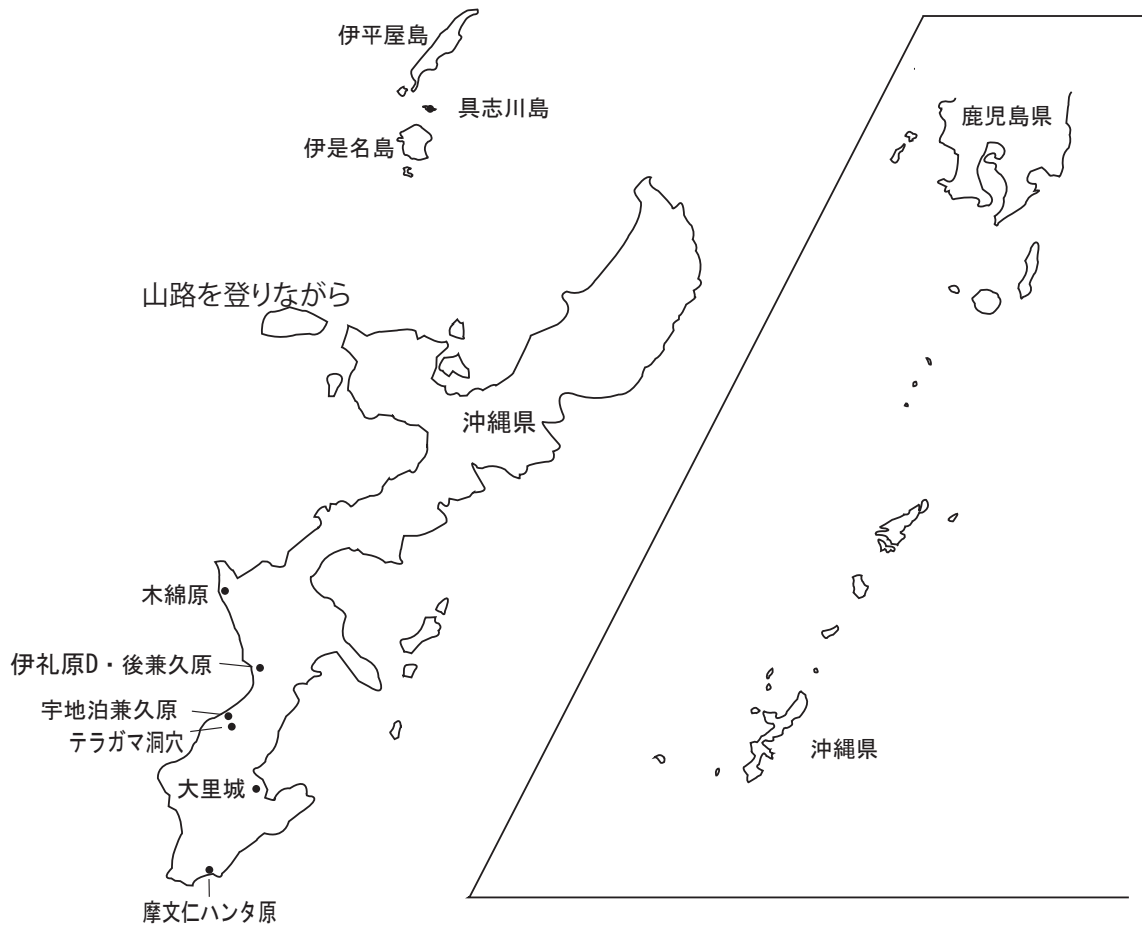 伊平屋島
具志川島
伊是名島
鹿児島県
山路を登りながら
沖縄県
木綿原
伊礼原D・後兼久原
宇地泊兼久原
テラガマ洞穴
大里城
沖縄県
摩文仁ハンタ原